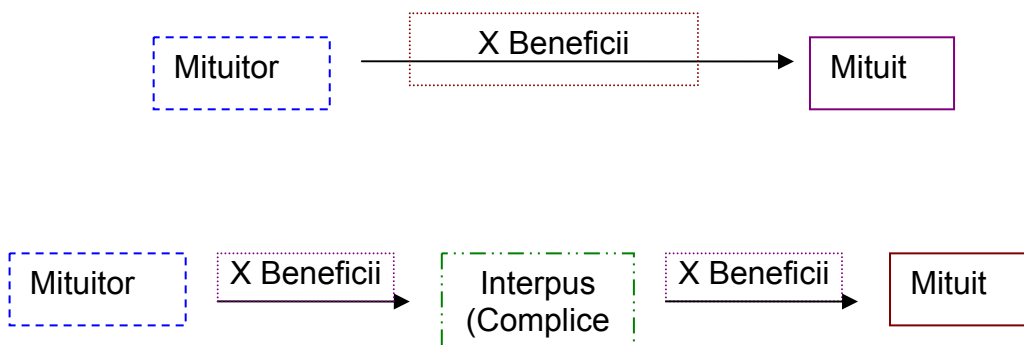 Mituitor
X Beneficii
Mituit
Mituitor
X Beneficii
Interpus
(Complice
X Beneficii
Mituit